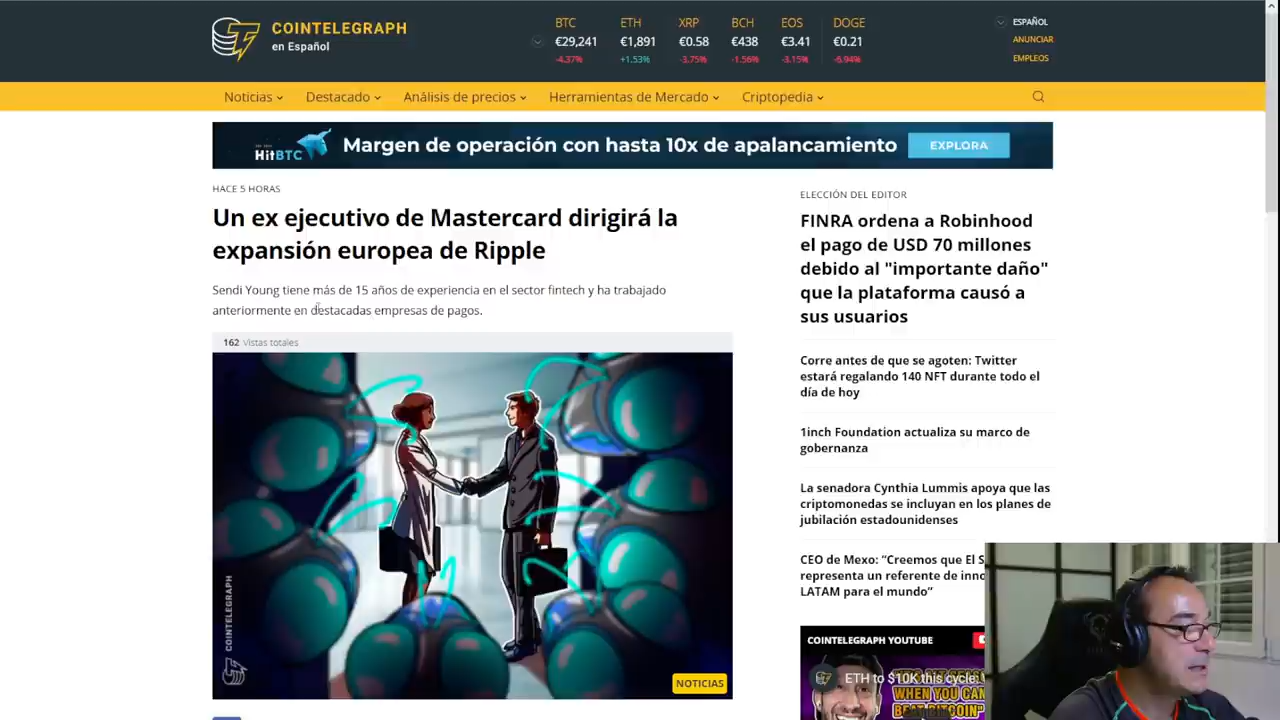 COINTELEGRAPH
en Español
BTC ETH XRP BCH EOS DOGE
€29,241 €1,891 €0.58 €438 €3.41 €0.21
-4.37% +1.53% -3.75% -1.56% -3.15% -6.94%
ESPAÑOL
ANUNCIAR
EMPLEOS
Noticias Destacado Análisis de precios Herramientas de Mercado Criptopedia
HitBTC Margen de operación con hasta 10x de apalancamiento EXPLORA
HACE 5 HORAS
Un ex ejecutivo de Mastercard dirigirá la
expansión europea de Ripple
Sendi Young tiene más de 15 años de experiencia en el sector fintech y ha trabajado
anteriormente en destacadas empresas de pagos.
162 Vistas totales
COINTELEGRAPH
NOTICIAS
ELECCIÓN DEL EDITOR
FINRA ordena a Robinhood
el pago de USD 70 millones
debido al "importante daño"
que la plataforma causó a
sus usuarios
Corre antes de que se agoten: Twitter
estará regalando 140 NFT durante todo el
día de hoy
1inch Foundation actualiza su marco de
gobernanza
La senadora Cynthia Lummis apoya que las
criptomonedas se incluyan en los planes de
jubilación estadounidenses
CEO de Mexo: “Creemos que El S
representa un referente de inno
LATAM para el mundo”
COINTELEGRAPH YOUTUBE
ETH to $10K this cycle:
WHEN YOU CAN
BEAT BITCOIN"